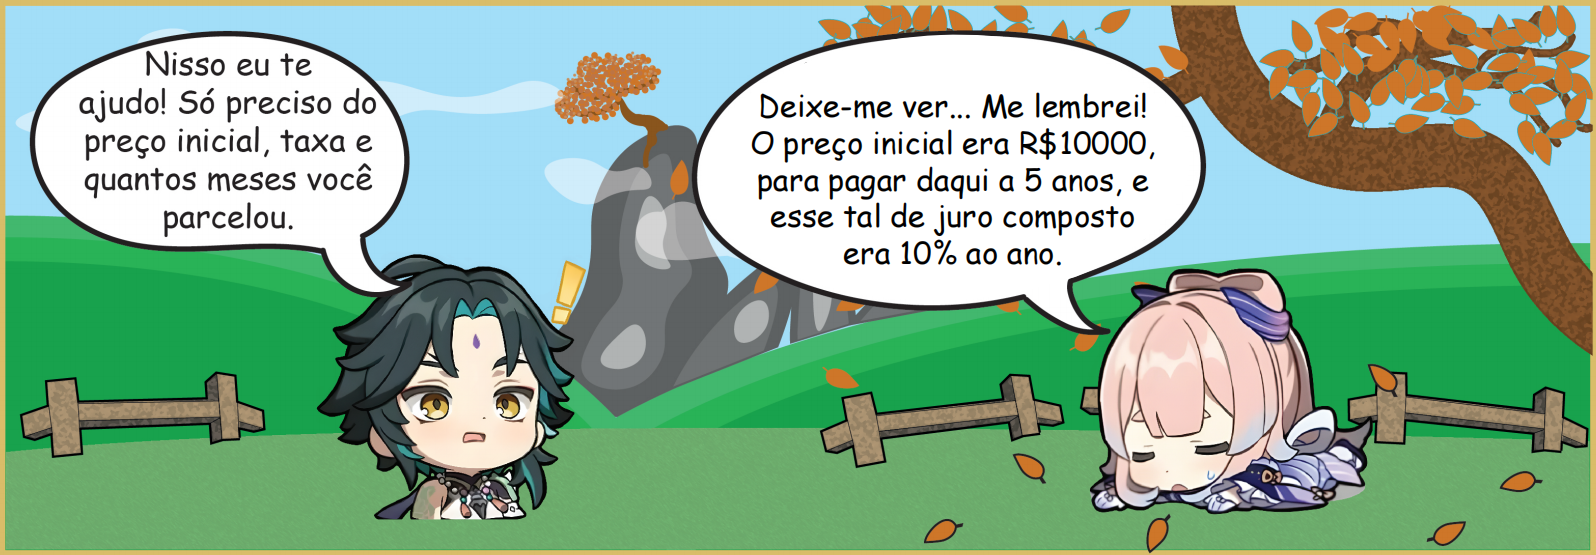 Nisso eu te
ajudo! Só preciso do
preço inicial, taxa e
quantos meses você
parcelou.
Deixe-me ver... Me lembrei!
O preço inicial era R$10000,
para pagar daqui a 5 anos, e
esse tal de juro composto
era 10% ao ano.